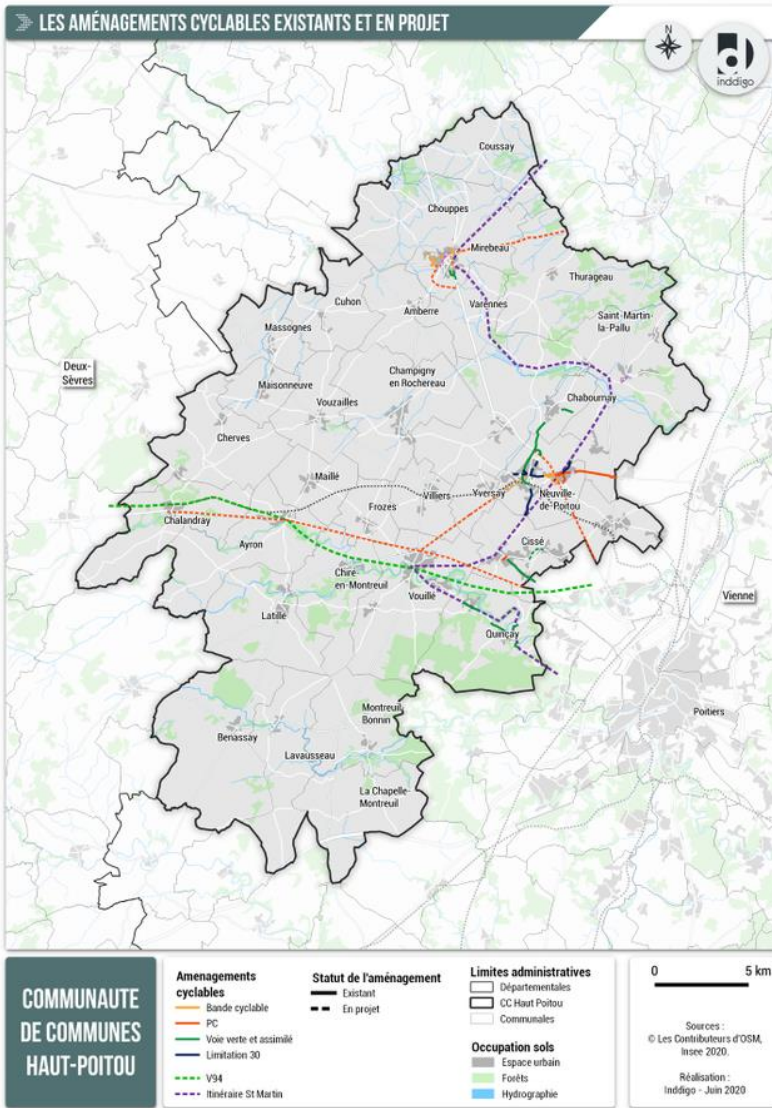 LES AMÉNAGEMENTS CYCLABLES EXISTANTS ET EN PROJET
N
inddigo
Coussay
Chouppes
Mirebeau
Thurageau
Cuhon
Varennes
Amberre
Saint-Martin-
la-Pallu
Massognes
Deux-
Sèvres
Champigny
en Rochereau
Maisonneuve
Chabournay
Vouzailles
Cherves
Maillé
Villiers
Yversay
Neuville-
de-Poitou
Frozes
Chalandray
Ayron
Cissé
Chiré-
en-Montreuil
Vouillé
Vienne
Latillé
Quinçay
Montreuil
Bonnin
Poitiers
Benassay
Lavausseau
La Chapelle-
Montreuil
COMMUNAUTE
DE COMMUNES
HAUT-POITOU
Amenagements
cyclables
Bande cyclable
PC
Voie verte et assimilé
Limitation 30
V94
Itinéraire St Martin
Statut de l'aménagement
Existant
En projet
Limites administratives
Départementales
CC Haut Poitou
Communales
Occupation sols
Espace urbain
Forêts
Hydrographie
0 5 km
Sources :
© Les Contributeurs d'OSM,
Insee 2020.
Réalisation :
Inddigo - Juin 2020